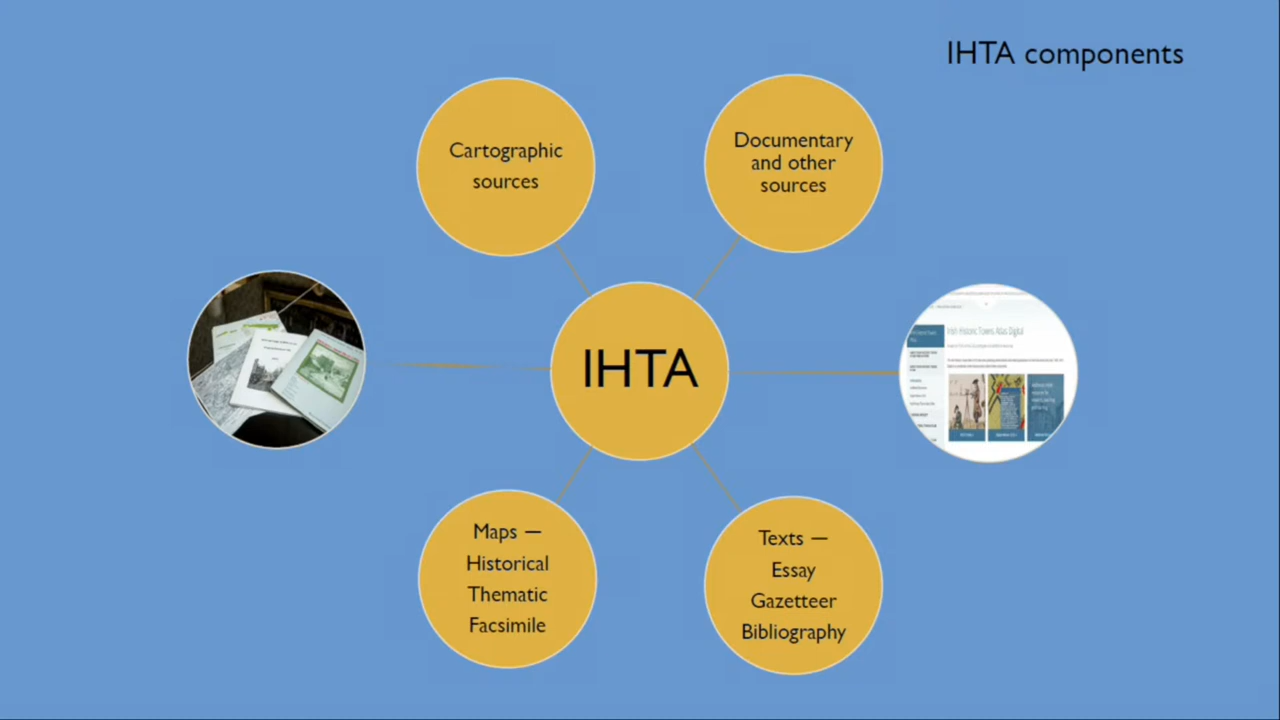 IHTA components
Cartographic
sources
Documentary
and other
sources
IHTA
Irish Historic Towns Atlas Digital
Maps —
Historical
Thematic
Facsimile
Texts —
Essay
Gazetteer
Bibliography